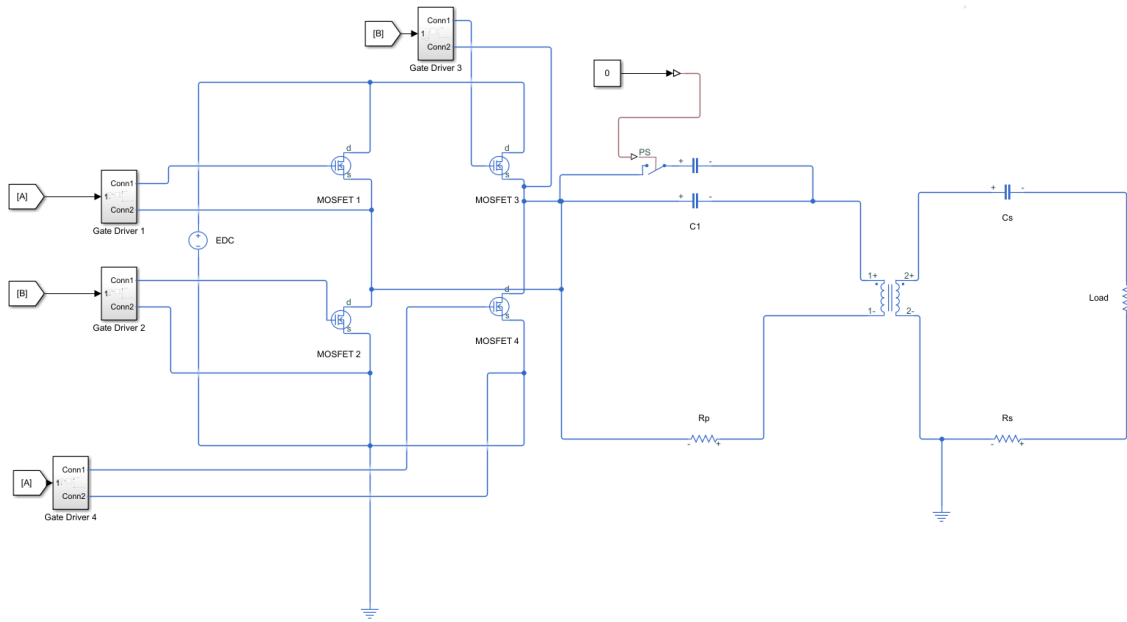 [B]
Conn1
1
Conn2
Gate Driver 3
0
d
s
MOSFET 1
d
s
MOSFET 3
PS
+ -
+ -
C1
[A]
Conn1
1
Conn2
Gate Driver 1
EDC
+ -
Cs
[B]
Conn1
1
Conn2
Gate Driver 2
d
s
MOSFET 2
d
s
MOSFET 4
1+ 2+
1- 2-
Load
Rp
- +
Rs
- +
[A]
Conn1
1
Conn2
Gate Driver 4